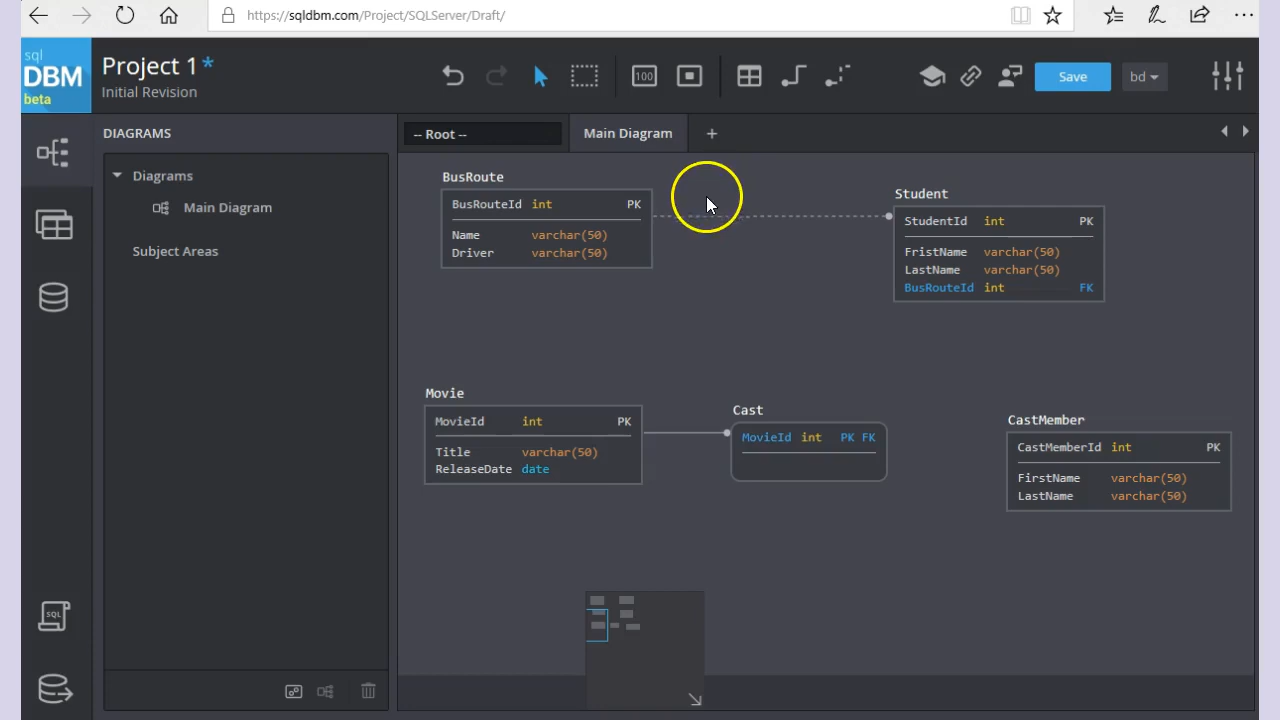 https://sqldbm.com/Project/SQLServer/Draft/
sql
DBM
beta
Project 1*
Initial Revision
100
Save
bd
DIAGRAMS
-- Root --
Main Diagram
+
Diagrams
Main Diagram
Subject Areas
BusRoute
BusRouteId int PK
Name varchar(50)
Driver varchar(50)
Student
StudentId int PK
FristName varchar(50)
LastName varchar(50)
BusRouteId int FK
Movie
MovieId int PK
Title varchar(50)
ReleaseDate date
Cast
MovieId int PK FK
CastMember
CastMemberId int PK
FirstName varchar(50)
LastName varchar(50)
SQL